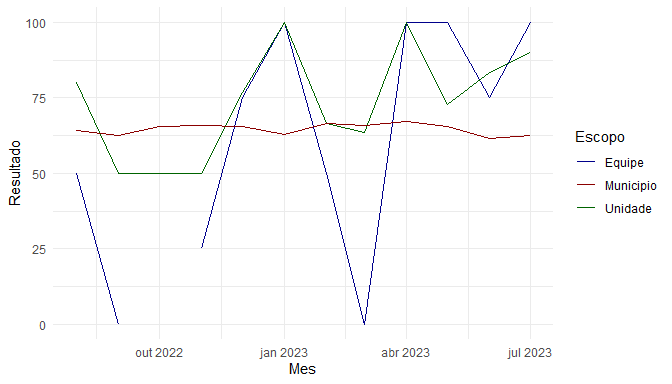 100
75
50
25
0
Resultado
out 2022
jan 2023
abr 2023
jul 2023
Mes
Escopo
Equipe
Municipio
Unidade